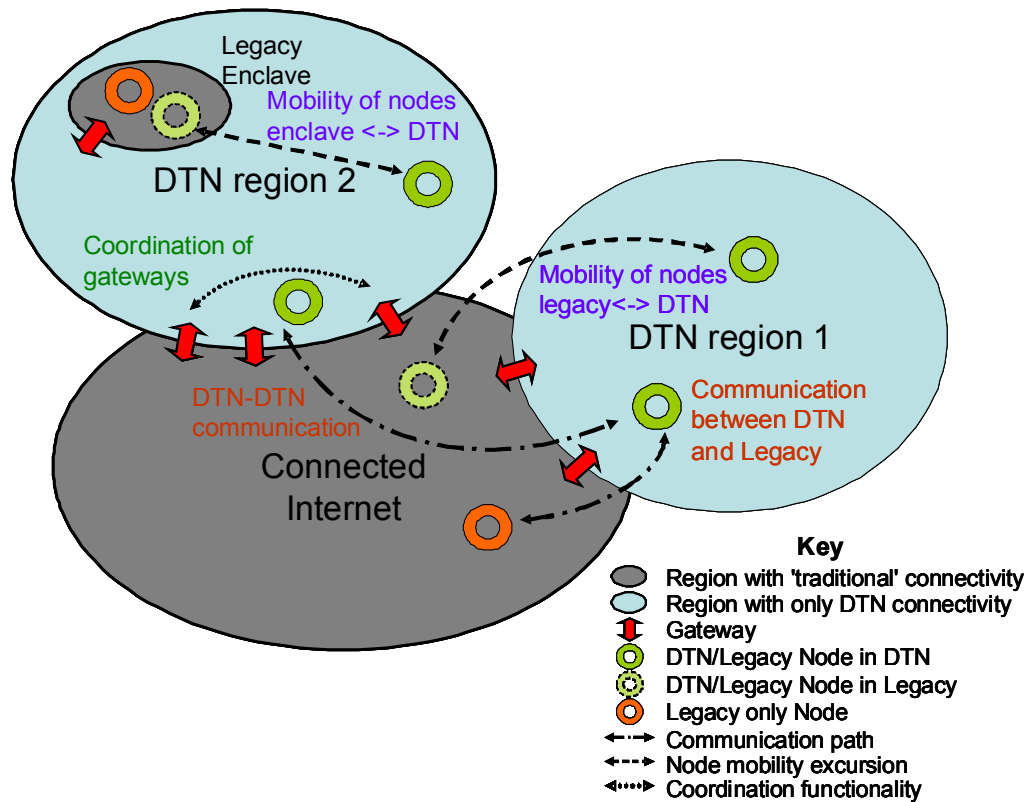 Legacy
Enclave
Mobility of nodes
enclave <-> DTN
DTN region 2
Coordination of
gateways
Mobility of nodes
legacy<-> DTN
DTN region 1
DTN-DTN
communication
Communication
between DTN
and Legacy
Connected
Internet
Key
Region with 'traditional' connectivity
Region with only DTN connectivity
Gateway
DTN/Legacy Node in DTN
DTN/Legacy Node in Legacy
Legacy only Node
Communication path
Node mobility excursion
Coordination functionality